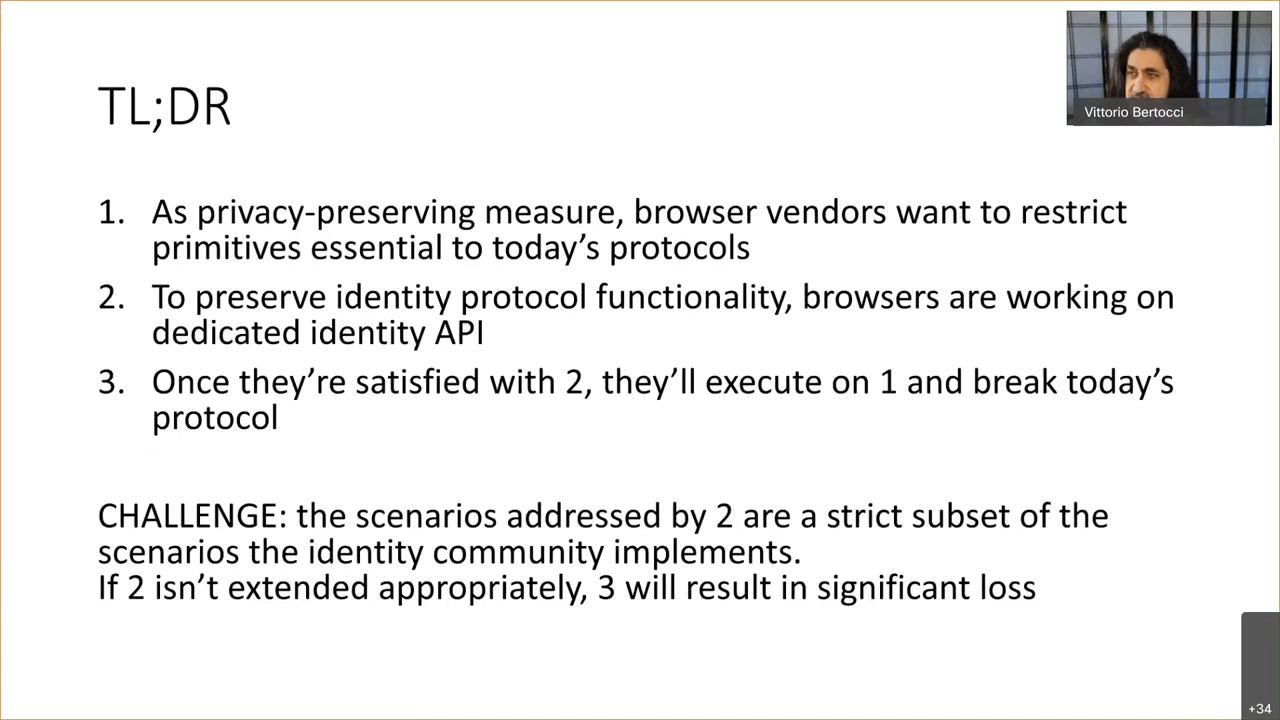 Vittorio Bertocci
TL;DR
1. As privacy-preserving measure, browser vendors want to restrict
primitives essential to today’s protocols
2. To preserve identity protocol functionality, browsers are working on
dedicated identity API
3. Once they’re satisfied with 2, they’ll execute on 1 and break today’s
protocol
CHALLENGE: the scenarios addressed by 2 are a strict subset of the
scenarios the identity community implements.
If 2 isn’t extended appropriately, 3 will result in significant loss
+34